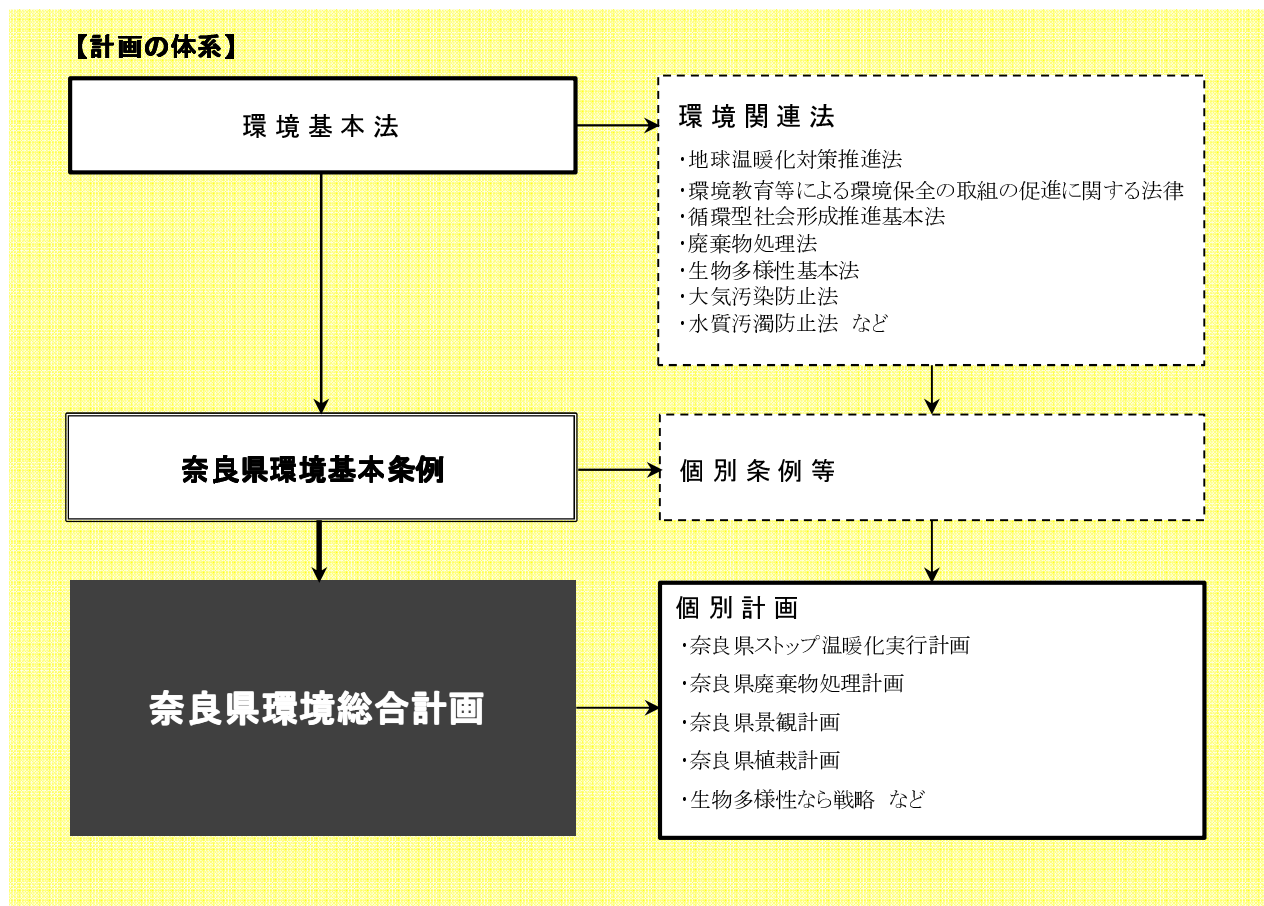 【計画の体系】
環境基本法
環境関連法
・地球温暖化対策推進法
・環境教育等による環境保全の取組の促進に関する法律
・循環型社会形成推進基本法
・廃棄物処理法
・生物多様性基本法
・大気汚染防止法
・水質汚濁防止法　など
奈良県環境基本条例
個別条例等
奈良県環境総合計画
個別計画
・奈良県ストップ温暖化実行計画
・奈良県廃棄物処理計画
・奈良県景観計画
・奈良県植栽計画
・生物多様性なら戦略　など